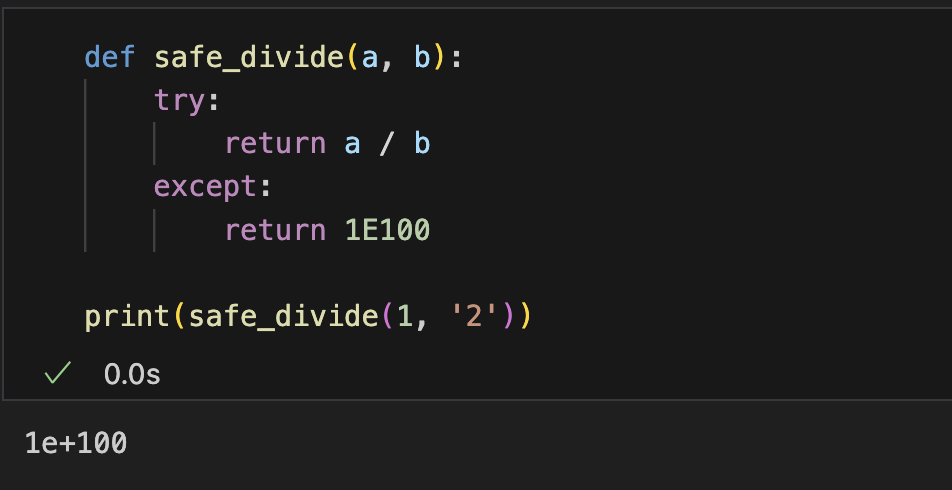 def safe_divide(a, b):
    try:
        return a / b
    except:
        return 1E100
print(safe_divide(1, '2'))
✓ 0.0s
1e+100